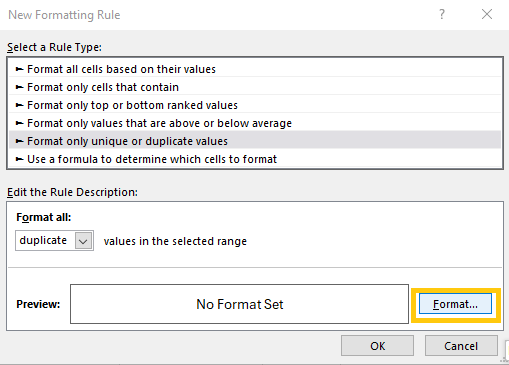 New Formatting Rule ?
Select a Rule Type:
► Format all cells based on their values
► Format only cells that contain
► Format only top or bottom ranked values
► Format only values that are above or below average
► Format only unique or duplicate values
► Use a formula to determine which cells to format
Edit the Rule Description:
Format all:
duplicate values in the selected range
Preview: No Format Set Format...
OK Cancel